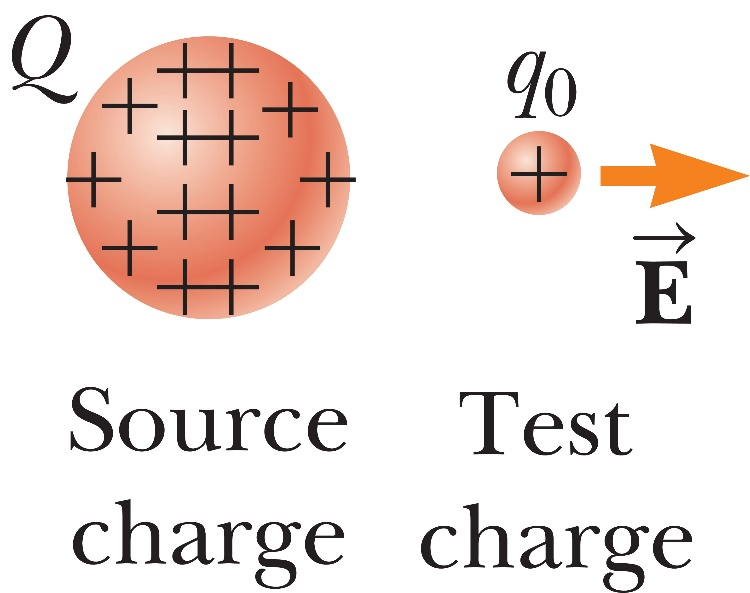 Q
q₀
+
E⃗
Source
charge
Test
charge